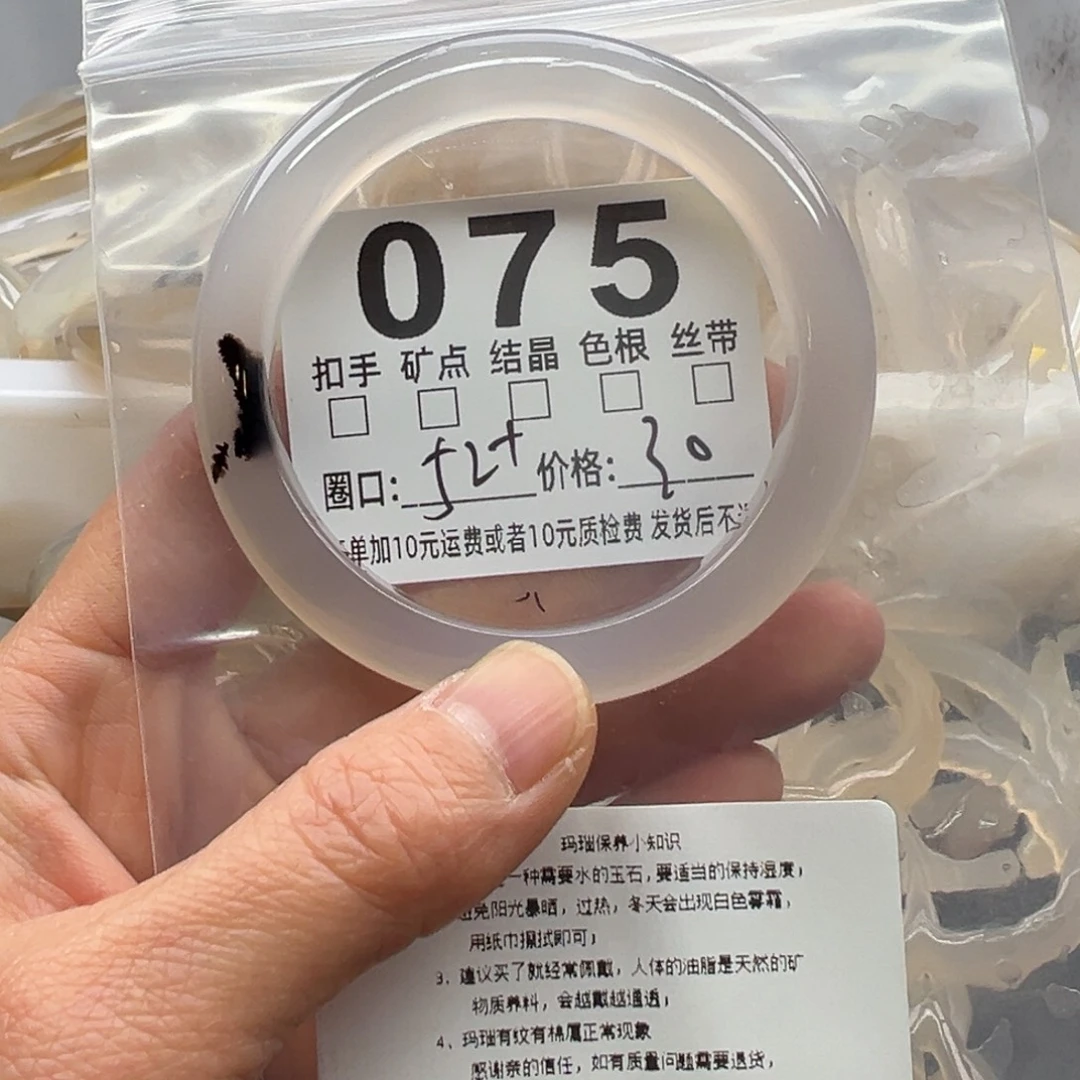 075
扣手 矿点 结晶 色根 丝带
圈口: 52+ 价格: 30
单加10元运费或者10元质检费 发货后不
玛瑙保养小知识
一种需要水的玉石,要适当的保持湿度;
避免阳光暴晒,过热,冬天会出现白色雾霜,
用纸巾擦拭即可;
3、建议买了就经常佩戴,人体的油脂是天然的矿
物质养料,会越戴越通透;
4、玛瑙有纹有棉属正常现象
感谢亲的信任,如有质量问题需要退货,